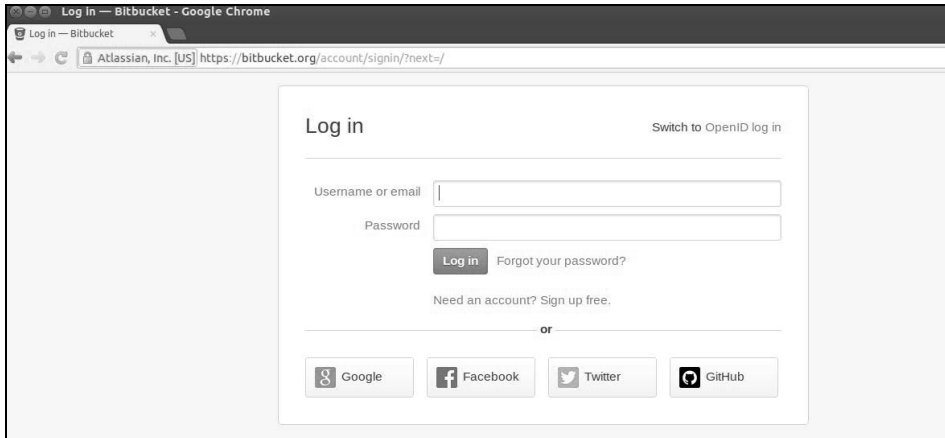 Log in — Bitbucket - Google Chrome
Log in — Bitbucket
Atlassian, Inc. [US] https://bitbucket.org/account/signin/?next=/
Log in
Switch to OpenID log in
Username or email
Password
Log in Forgot your password?
Need an account? Sign up free.
or
Google Facebook Twitter GitHub